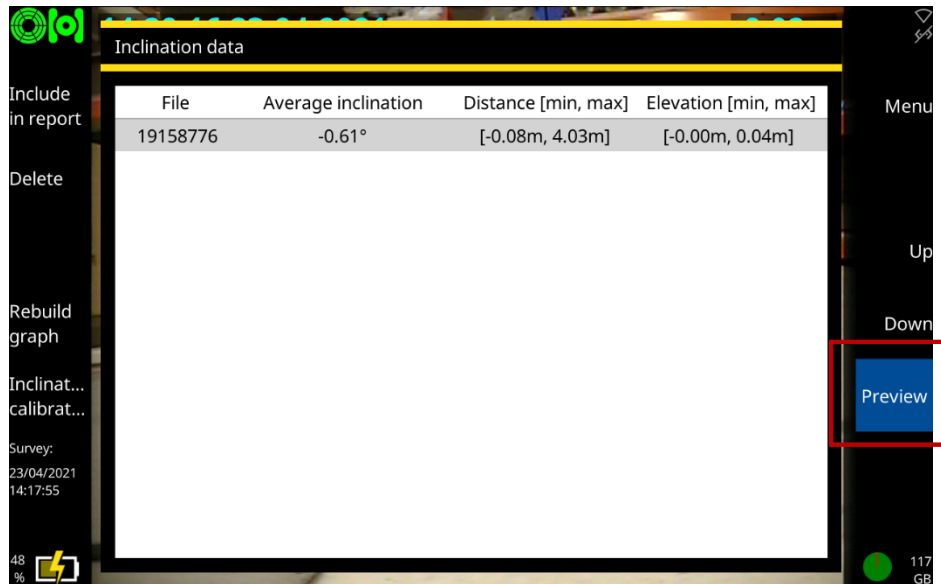 Inclination data
Include
in report
Delete
Rebuild
graph
Inclinat...
calibrat...
Survey:
23/04/2021
14:17:55
48
%
File Average inclination Distance [min, max] Elevation [min, max]
19158776 -0.61° [-0.08m, 4.03m] [-0.00m, 0.04m]
Menu
Up
Down
Preview
117
GB